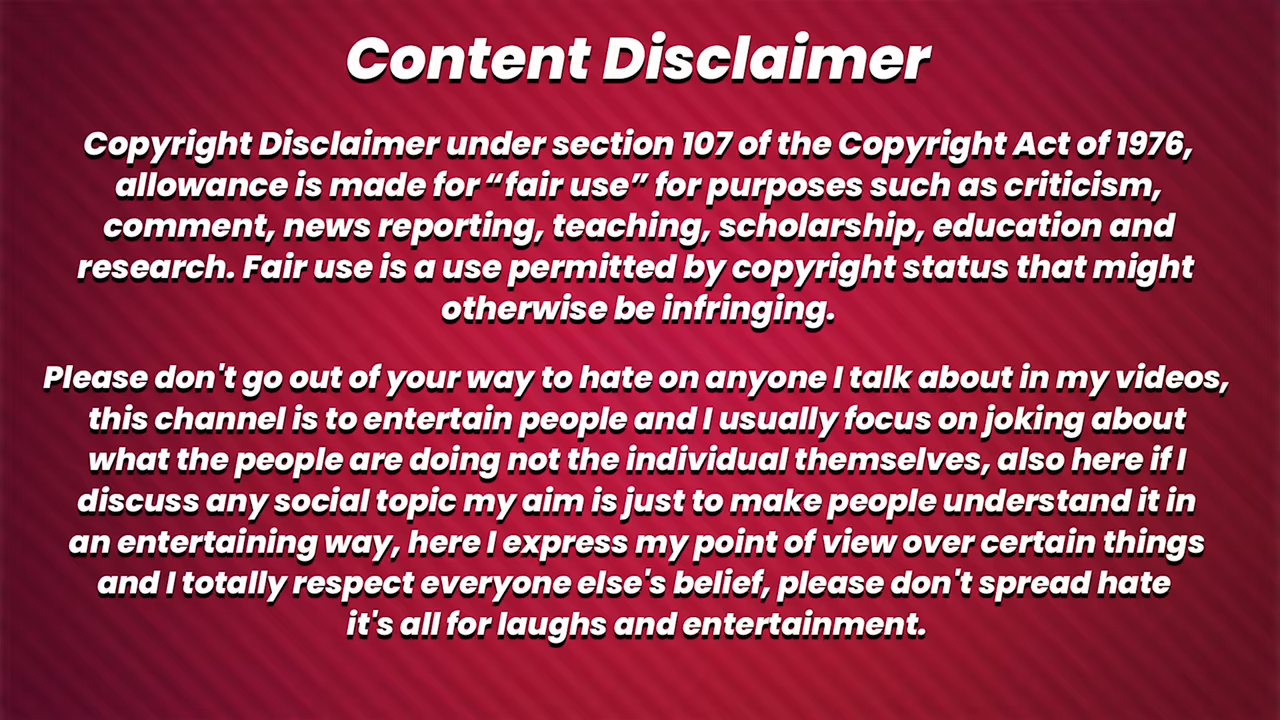 Content Disclaimer
Copyright Disclaimer under section 107 of the Copyright Act of 1976,
allowance is made for “fair use” for purposes such as criticism,
comment, news reporting, teaching, scholarship, education and
research. Fair use is a use permitted by copyright status that might
otherwise be infringing.
Please don't go out of your way to hate on anyone I talk about in my videos,
this channel is to entertain people and I usually focus on joking about
what the people are doing not the individual themselves, also here if I
discuss any social topic my aim is just to make people understand it in
an entertaining way, here I express my point of view over certain things
and I totally respect everyone else's belief, please don't spread hate
it's all for laughs and entertainment.